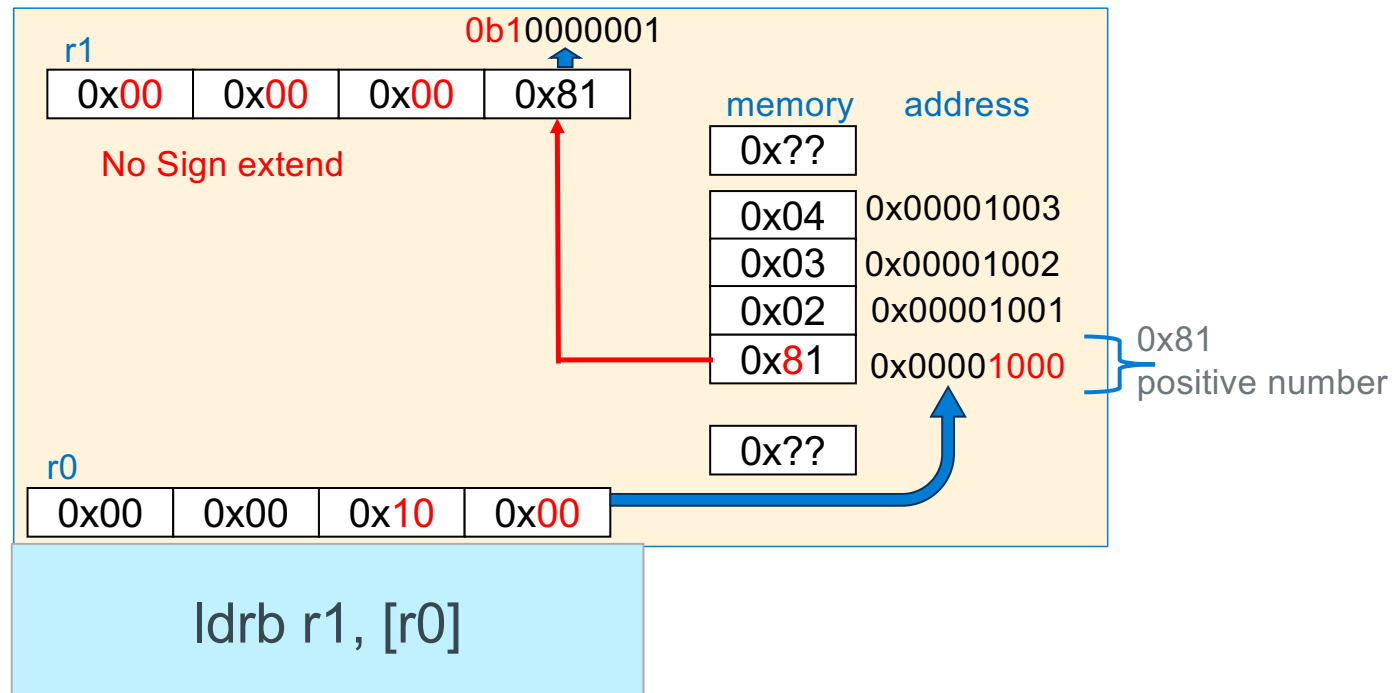 0b10000001
r1
0x00 0x00 0x00 0x81
memory address
0x??
No Sign extend
0x04 0x00001003
0x03 0x00001002
0x02 0x00001001
0x81 0x00001000
0x81
positive number
0x??
r0
0x00 0x00 0x10 0x00
ldrb r1, [r0]